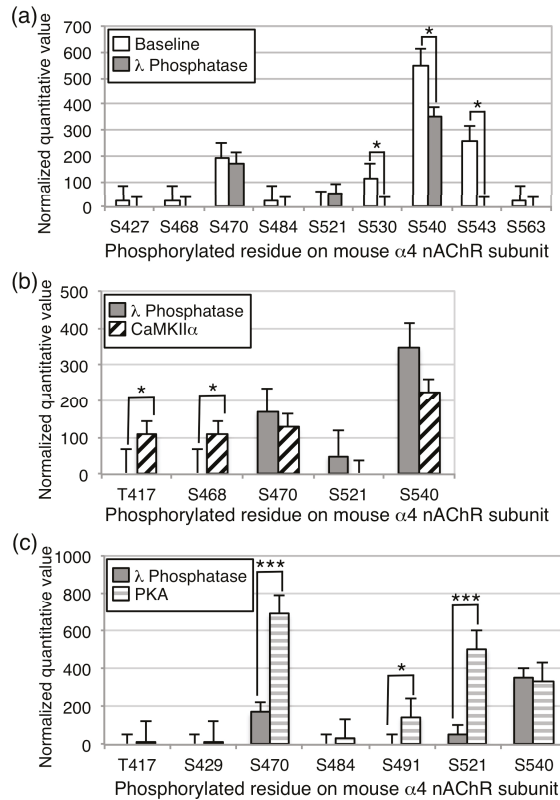 (a)
Normalized quantitative value
700
600
500
400
300
200
100
0
Baseline
λ Phosphatase
*
*
*
S427 S468 S470 S484 S521 S530 S540 S543 S563
Phosphorylated residue on mouse α4 nAChR subunit
(b)
Normalized quantitative value
500
400
300
200
100
0
λ Phosphatase
CaMKIIα
*
*
T417 S468 S470 S521 S540
Phosphorylated residue on mouse α4 nAChR subunit
(c)
Normalized quantitative value
1000
800
600
400
200
0
λ Phosphatase
PKA
***
*
***
T417 S429 S470 S484 S491 S521 S540
Phosphorylated residue on mouse α4 nAChR subunit